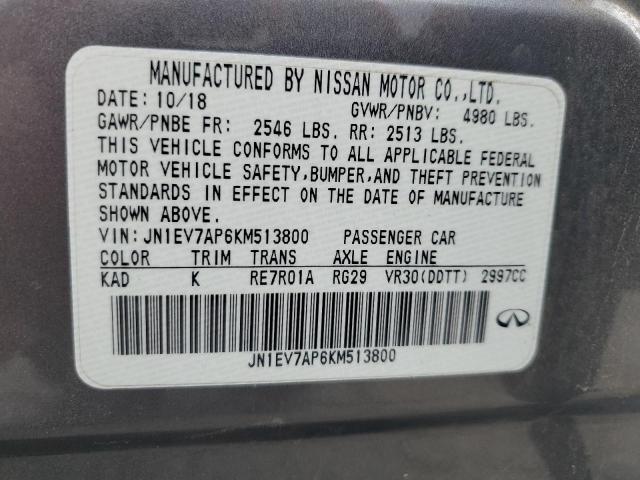 MANUFACTURED BY NISSAN MOTOR CO.,LTD.
DATE: 10/18 GVWR/PNBV: 4980 LBS.
GAWR/PNBE FR: 2546 LBS. RR: 2513 LBS.
THIS VEHICLE CONFORMS TO ALL APPLICABLE FEDERAL
MOTOR VEHICLE SAFETY,BUMPER,AND THEFT PREVENTION
STANDARDS IN EFFECT ON THE DATE OF MANUFACTURE
SHOWN ABOVE.
VIN:JN1EV7AP6KM513800 PASSENGER CAR
COLOR TRIM TRANS AXLE ENGINE
KAD K RE7R01A RG29 VR30(DDTT) 2997CC
JN1EV7AP6KM513800